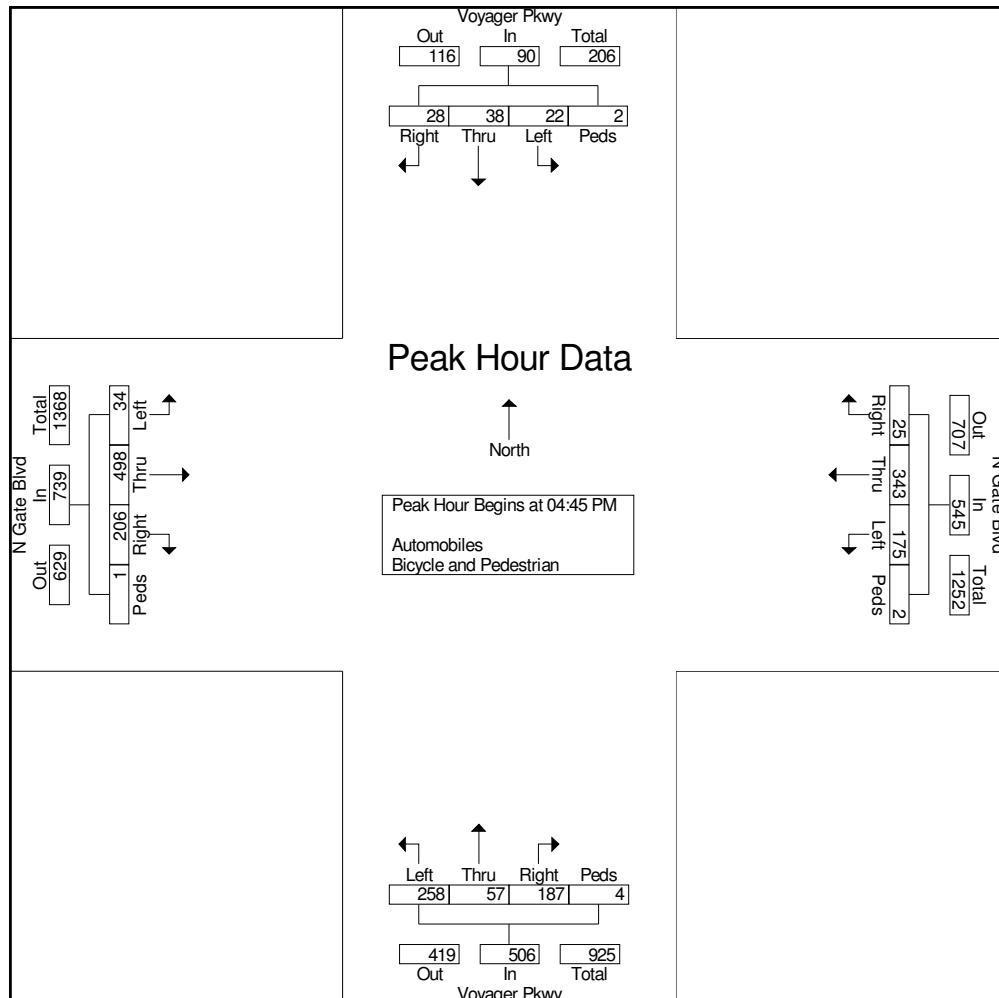 Voyager Pkwy
Out In Total
116 90 206
28 38 22 2
Right Thru Left Peds
Peak Hour Data
North
Peak Hour Begins at 04:45 PM
Automobiles
Bicycle and Pedestrian
N Gate Blvd
Out In Total
629 739 1368
Left Thru Right Peds
34 498 206 1
N Gate Blvd
Out In Total
707 545 1252
Right Thru Left Peds
25 343 175 2
Left Thru Right Peds
258 57 187 4
419 506 925
Out In Total
Voyager Pkwy